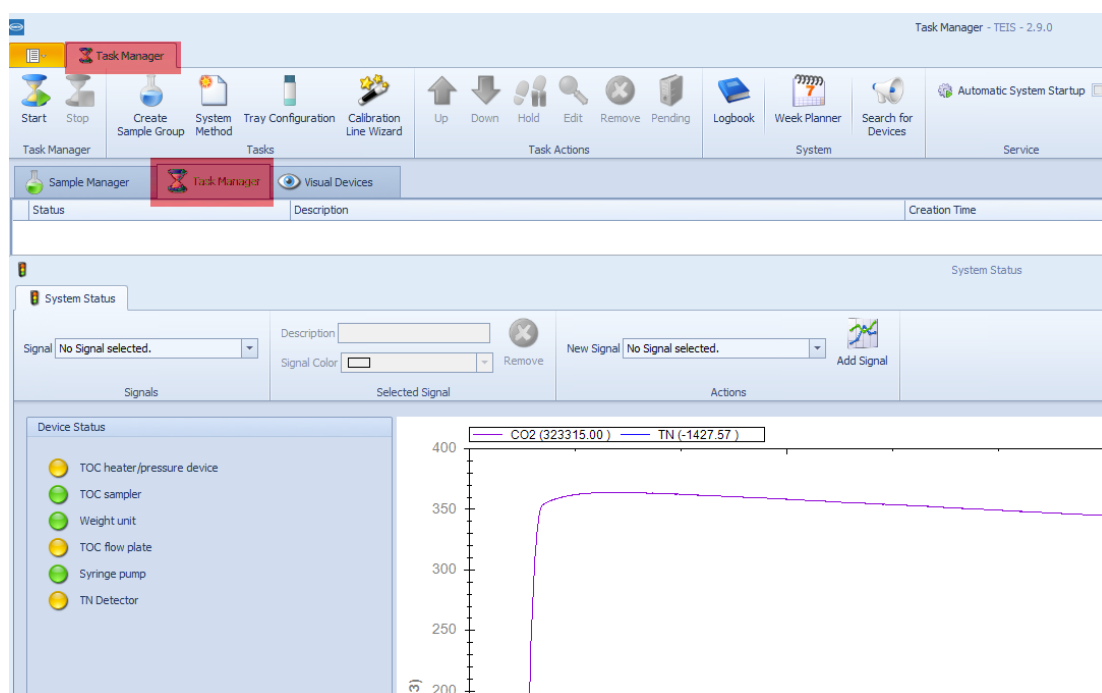 Task Manager - TEIS - 2.9.0
Task Manager
Start Stop Create Sample Group System Method Tray Configuration Calibration Line Wizard Up Down Hold Edit Remove Pending Logbook Week Planner Search for Devices Automatic System Startup
Task Manager Tasks Task Actions System Service
Sample Manager Task Manager Visual Devices
Status Description Creation Time
System Status
System Status
Description
Signal No Signal selected. New Signal No Signal selected. Add Signal
Signal Color Remove
Signals Selected Signal Actions
Device Status
CO2 (323315.00 ) TN (-1427.57 )
400
TOC heater/pressure device
TOC sampler
350
Weight unit
TOC flow plate
300
Syringe pump
TN Detector
250
200
3)